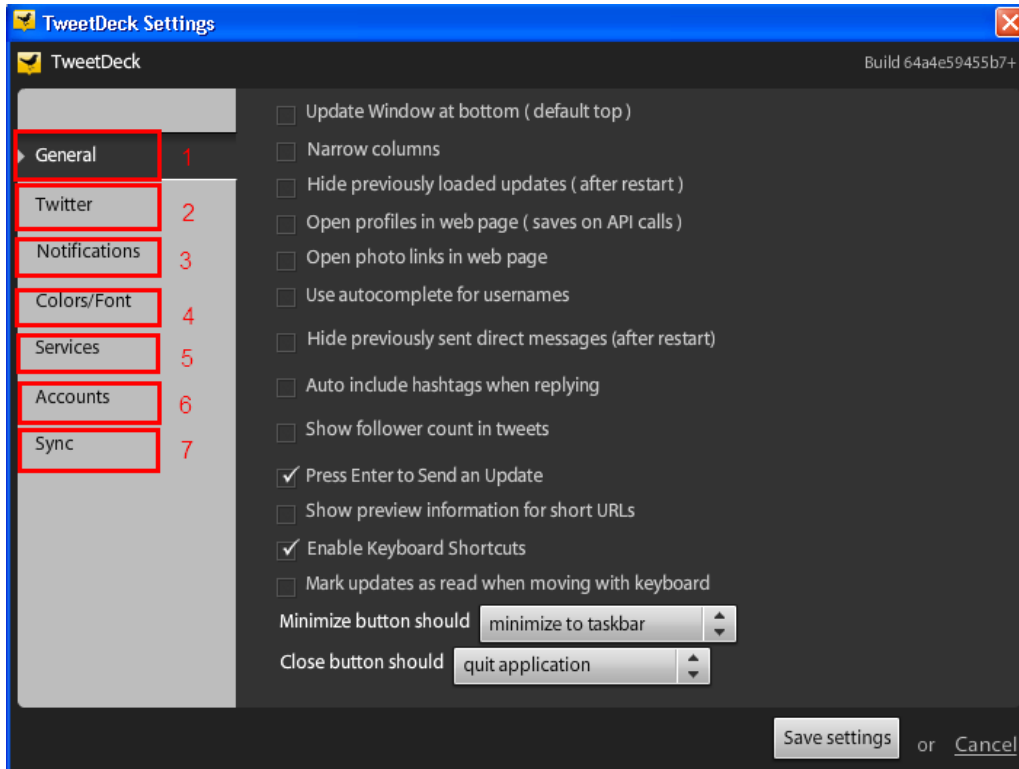 TweetDeck Settings
TweetDeck
Build 64a4e59455b7+
General 1
Twitter 2
Notifications 3
Colors/Font 4
Services 5
Accounts 6
Sync 7
Update Window at bottom ( default top )
Narrow columns
Hide previously loaded updates ( after restart )
Open profiles in web page ( saves on API calls )
Open photo links in web page
Use autocomplete for usernames
Hide previously sent direct messages (after restart)
Auto include hashtags when replying
Show follower count in tweets
Press Enter to Send an Update
Show preview information for short URLs
Enable Keyboard Shortcuts
Mark updates as read when moving with keyboard
Minimize button should minimize to taskbar
Close button should quit application
Save settings or Cancel